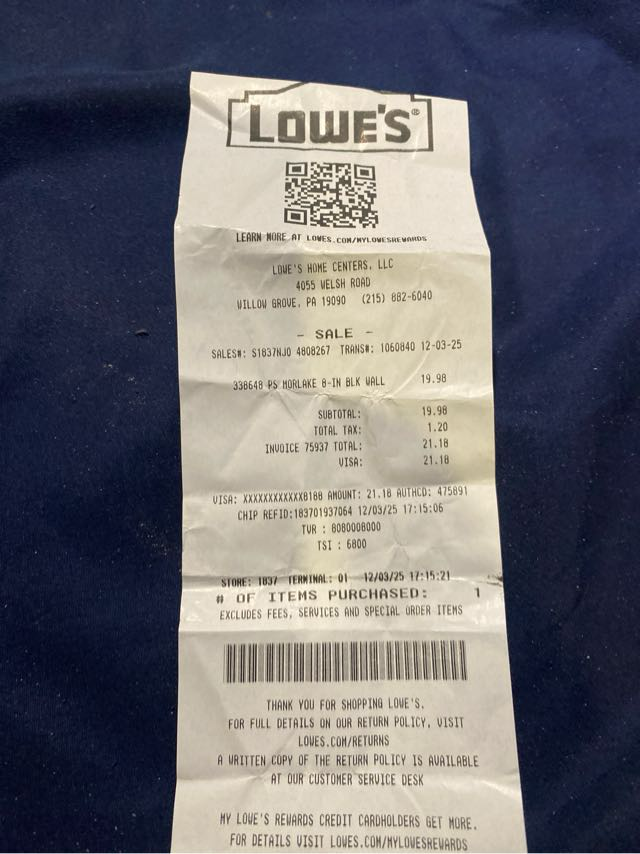 LOWE'S®
LEARN MORE AT LOWES.COM/MYLOWESREWARDS
LOWE'S HOME CENTERS, LLC
4055 WELSH ROAD
WILLOW GROVE, PA 19090 (215) 882-6040
- SALE -
SALES#: S1837NJ0 4808267 TRANS#: 1060840 12-03-25
338648 PS MORLAKE 8-IN BLK WALL 19.98
SUBTOTAL: 19.98
TOTAL TAX: 1.20
INVOICE 75937 TOTAL: 21.18
VISA: 21.18
VISA: XXXXXXXXXXXX8188 AMOUNT: 21.18 AUTHCD: 475891
CHIP REFID:183701937064 12/03/25 17:15:06
TVR : 8080008000
TSI : 6800
STORE: 1837 TERMINAL: 01 12/03/25 17:15:21
# OF ITEMS PURCHASED: 1
EXCLUDES FEES, SERVICES AND SPECIAL ORDER ITEMS
THANK YOU FOR SHOPPING LOWE'S.
FOR FULL DETAILS ON OUR RETURN POLICY, VISIT
LOWES.COM/RETURNS
A WRITTEN COPY OF THE RETURN POLICY IS AVAILABLE
AT OUR CUSTOMER SERVICE DESK
MY LOWE'S REWARDS CREDIT CARDHOLDERS GET MORE.
FOR DETAILS VISIT LOWES.COM/MYLOWESREWARDS